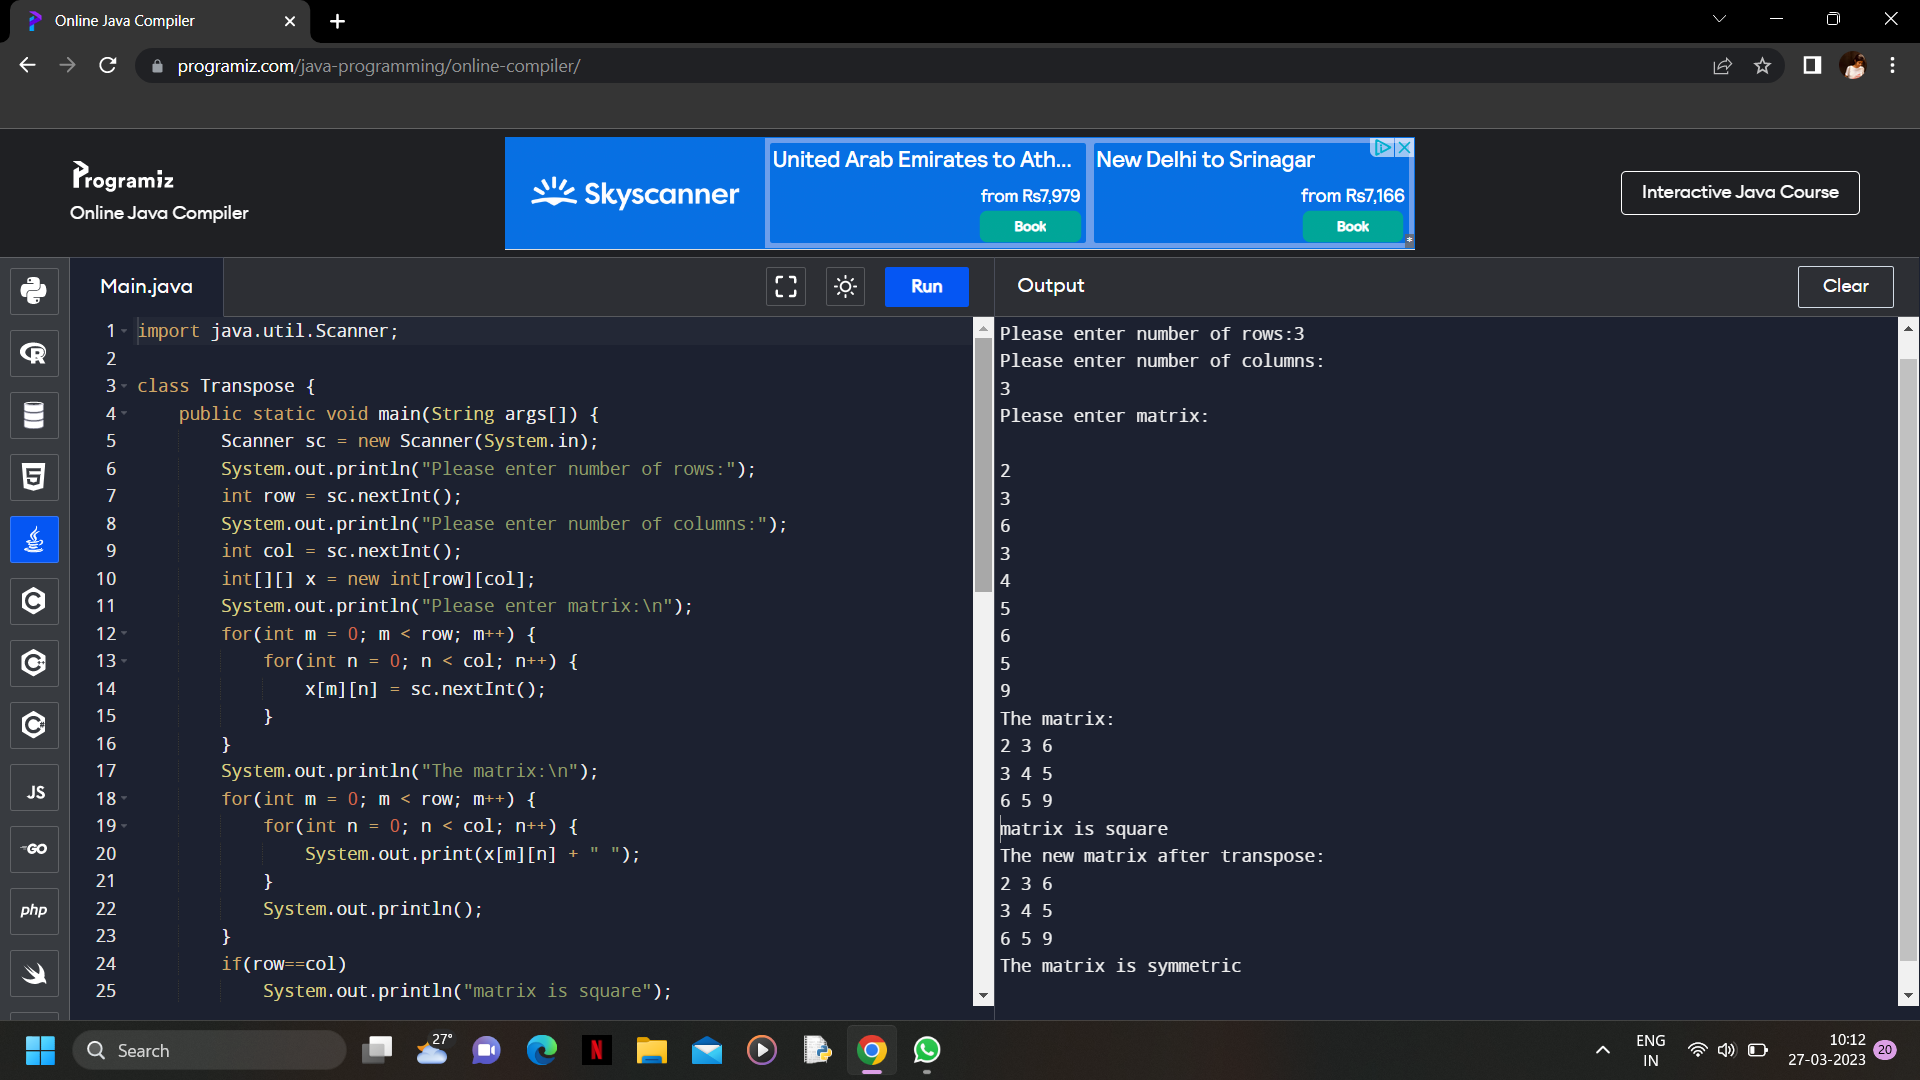 Online Java Compiler
programiz.com/java-programming/online-compiler/
Programiz
Online Java Compiler
Skyscanner
United Arab Emirates to Ath...
from Rs7,979
Book
New Delhi to Srinagar
from Rs7,166
Book
Interactive Java Course
Main.java
Run
Output
Clear
1 import java.util.Scanner;
2
3 class Transpose {
4 public static void main(String args[]) {
5 Scanner sc = new Scanner(System.in);
6 System.out.println("Please enter number of rows:");
7 int row = sc.nextInt();
8 System.out.println("Please enter number of columns:");
9 int col = sc.nextInt();
10 int[][] x = new int[row][col];
11 System.out.println("Please enter matrix:\n");
12 for(int m = 0; m < row; m++) {
13 for(int n = 0; n < col; n++) {
14 x[m][n] = sc.nextInt();
15 }
16 }
17 System.out.println("The matrix:\n");
18 for(int m = 0; m < row; m++) {
19 for(int n = 0; n < col; n++) {
20 System.out.print(x[m][n] + " ");
21 }
22 System.out.println();
23 }
24 if(row==col)
25 System.out.println("matrix is square");
Please enter number of rows:3
Please enter number of columns:
3
Please enter matrix:
2
3
6
3
4
5
6
5
9
The matrix:
2 3 6
3 4 5
6 5 9
matrix is square
The new matrix after transpose:
2 3 6
3 4 5
6 5 9
The matrix is symmetric
JS
GO
php
Search
27°
N
ENG
IN
10:12
27-03-2023
20